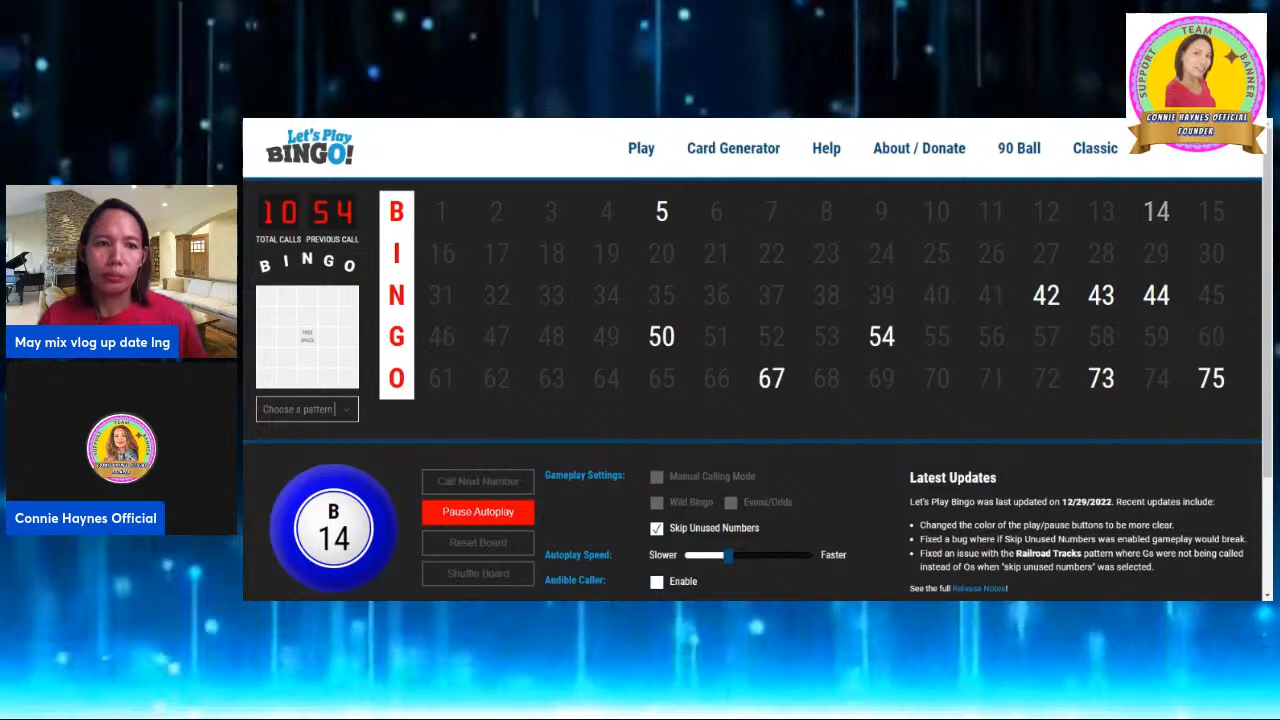 SUPPORT TEAM BANNER
CONNIE HAYNES OFFICIAL
FOUNDER
Let's Play
BINGO!
Play Card Generator Help About / Donate 90 Ball Classic
10 54
TOTAL CALLS PREVIOUS CALL
B I N G O
FREE
SPACE
Choose a pattern
B 1 2 3 4 5 6 7 8 9 10 11 12 13 14 15
I 16 17 18 19 20 21 22 23 24 25 26 27 28 29 30
N 31 32 33 34 35 36 37 38 39 40 41 42 43 44 45
G 46 47 48 49 50 51 52 53 54 55 56 57 58 59 60
O 61 62 63 64 65 66 67 68 69 70 71 72 73 74 75
May mix vlog up date lng
SUPPORT TEAM BANNER
Connie Haynes Official
B
14
Call Next Number
Pause Autoplay
Reset Board
Shuffle Board
Gameplay Settings:
Manual Calling Mode
Wild Bingo Evens/Odds
Skip Unused Numbers
Autoplay Speed: Slower Faster
Audible Caller: Enable
Latest Updates
Let's Play Bingo was last updated on 12/29/2022. Recent updates include:
• Changed the color of the play/pause buttons to be more clear.
• Fixed a bug where if Skip Unused Numbers was enabled gameplay would break.
• Fixed an issue with the Railroad Tracks pattern where Gs were not being called
instead of Os when "skip unused numbers" was selected.
See the full Release Notes!